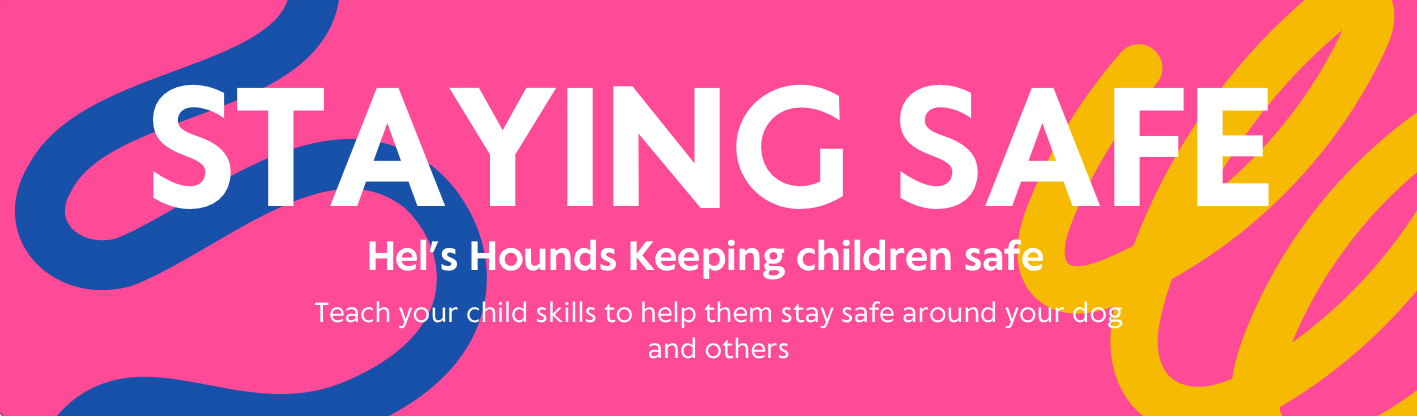 STAYING SAFE
Hel’s Hounds Keeping children safe
Teach your child skills to help them stay safe around your dog
and others